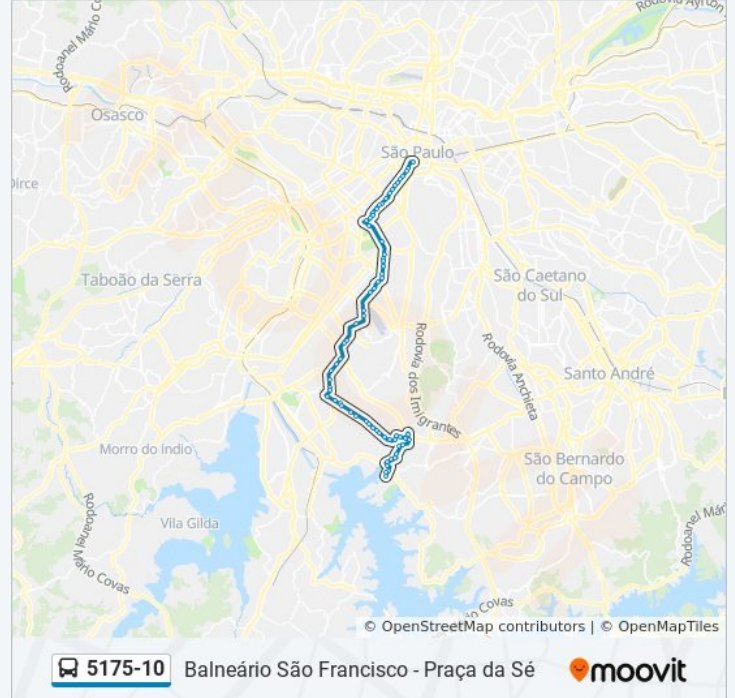 Rodovia Ayrton
Rodoanel Mário C
Osasco
São Paulo
Dirce
Taboão da Serra
São Caetano
do Sul
Rodovia dos Imigrantes
Rodovia Anchieta
Santo André
Morro do Índio
São Bernardo
do Campo
Rodoanel Mário Covas
Vila Gilda
Rodoanel Mári
io Covas
© OpenStreetMap contributors | © OpenMapTiles
5175-10 Balneário São Francisco - Praça da Sé moovit